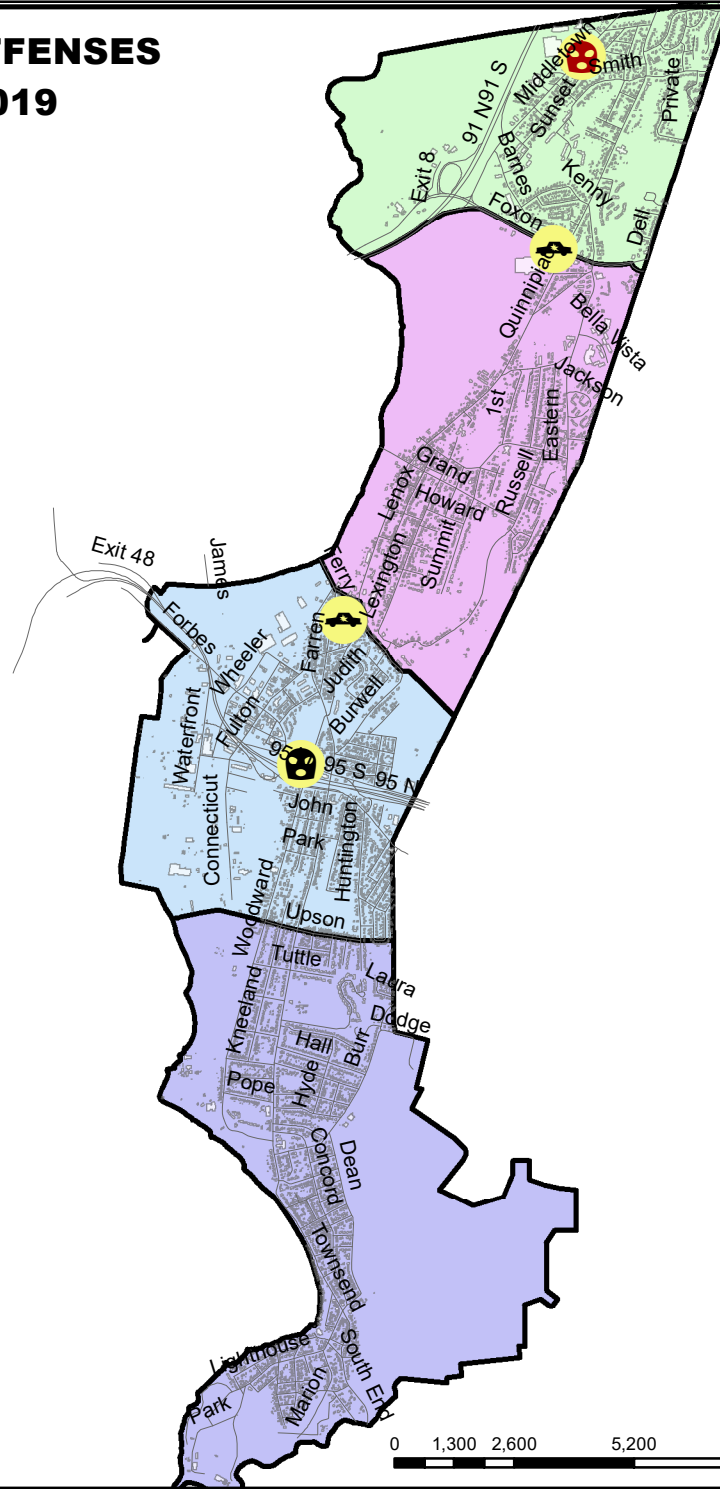 FFENSES
019
Middletown
Smith
Private
Sunset
91 N
91 S
Exit 8
Barnes
Kenny
Foxon
Dell
Quinnipiac
Bella Vista
Jackson
1st
Eastern
Grand
Russell
Lenox
Howard
Summit
Exit 48
James
Ferry
Lexington
Forbes
Farren
Wheeler
Judith
Fulton
Burwell
Waterfront
95 S
95 N
Connecticut
John
Park
Huntington
Woodward
Upson
Tuttle
Laura
Kneeland
Dodge
Hall
Burr
Pope
Hyde
Concord
Dean
Townsend
Lighthouse
South End
Marion
Park
0 1,300 2,600 5,200